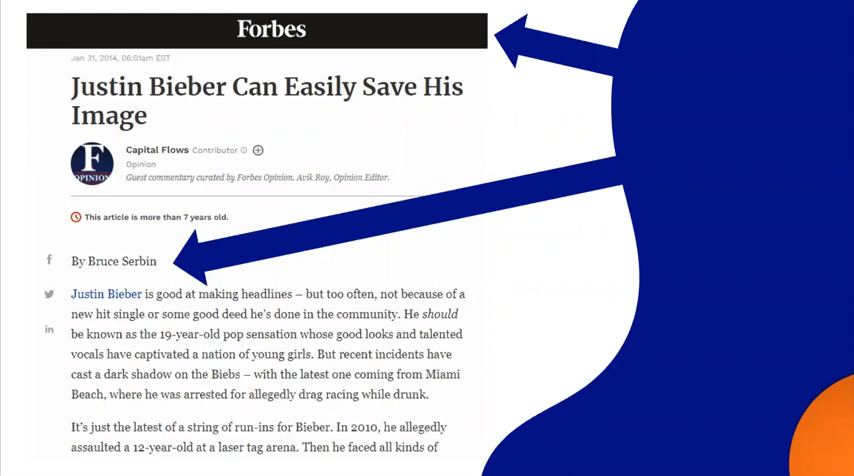 Forbes
Jan 31, 2014, 06:01am EST
Justin Bieber Can Easily Save His
Image
Capital Flows Contributor
Opinion
Guest commentary curated by Forbes Opinion. Avik Roy, Opinion Editor.
F
OPINION
This article is more than 7 years old.
By Bruce Serbin
Justin Bieber is good at making headlines – but too often, not because of a
new hit single or some good deed he's done in the community. He should
be known as the 19-year-old pop sensation whose good looks and talented
vocals have captivated a nation of young girls. But recent incidents have
cast a dark shadow on the Biebs – with the latest one coming from Miami
Beach, where he was arrested for allegedly drag racing while drunk.
It's just the latest of a string of run-ins for Bieber. In 2010, he allegedly
assaulted a 12-year-old at a laser tag arena. Then he faced all kinds of